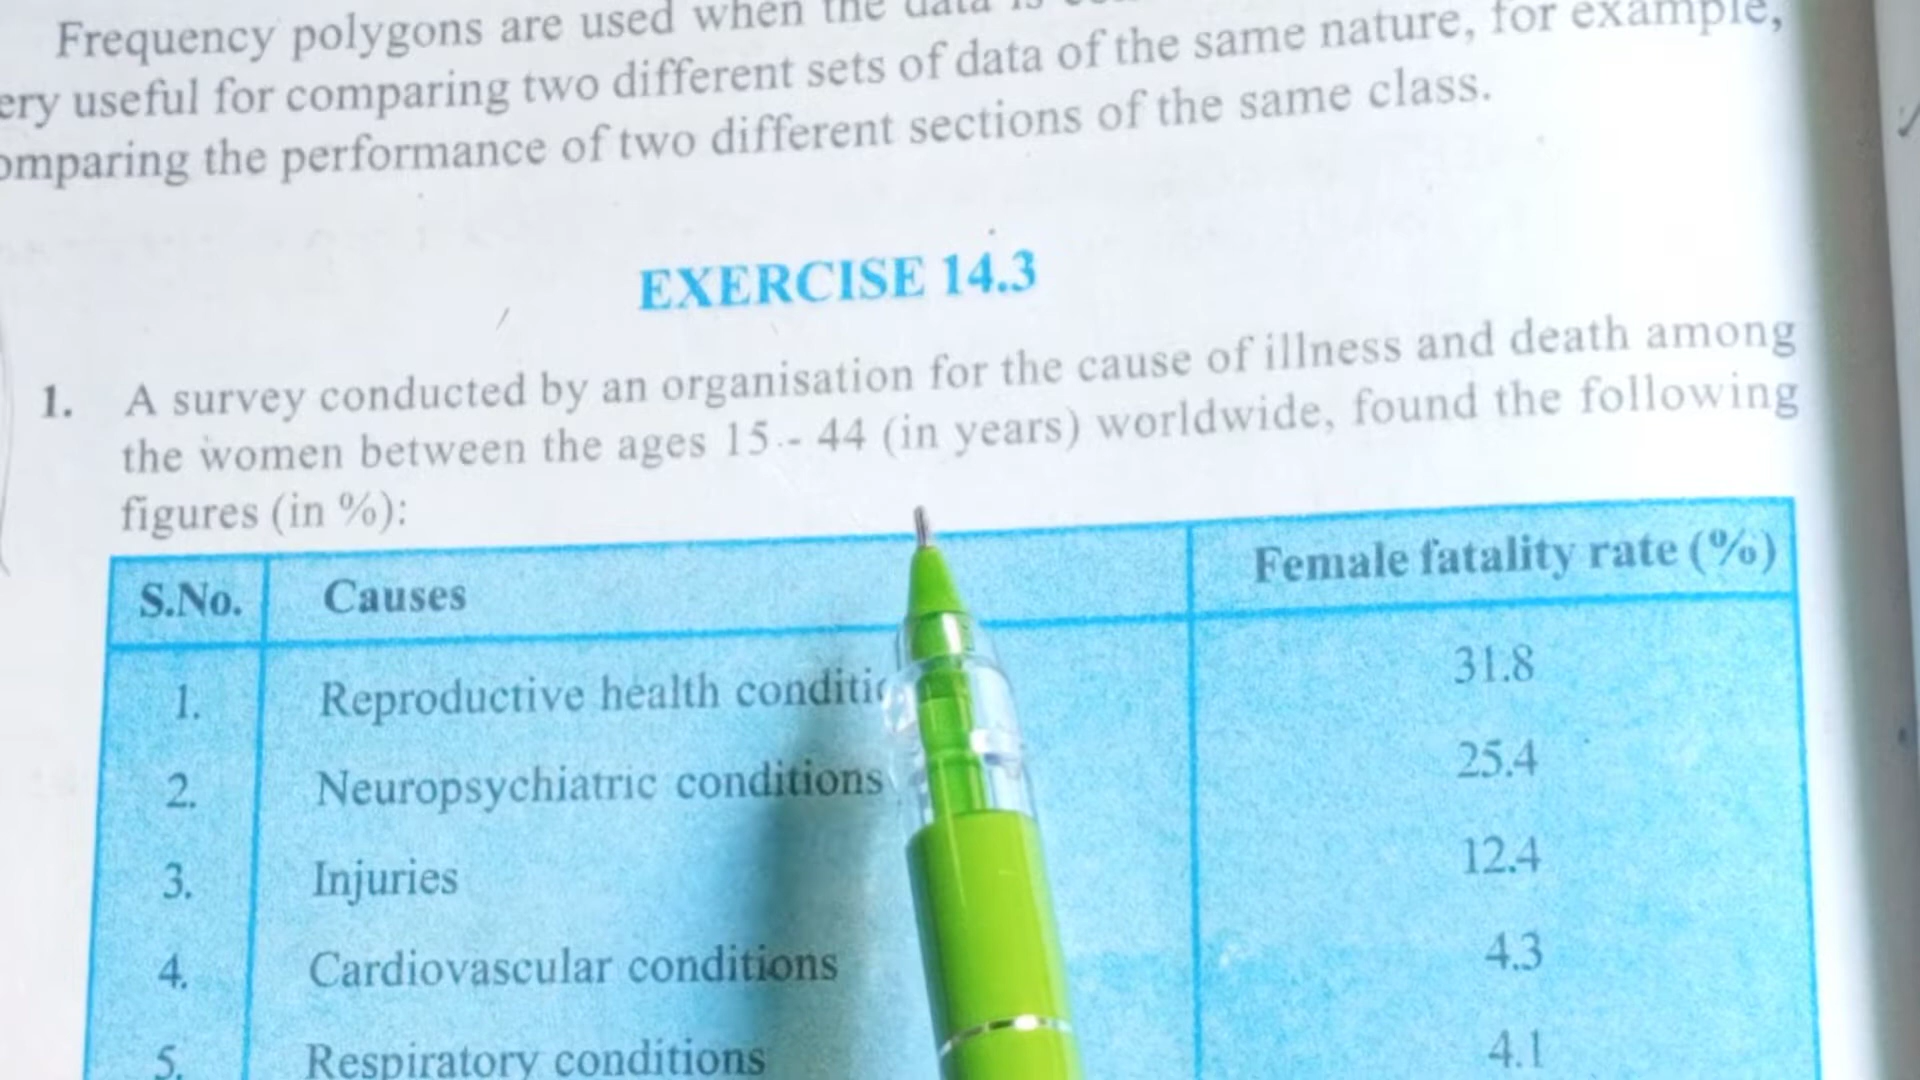 Frequency polygons are used when the data is
ery useful for comparing two different sets of data of the same nature, for example,
omparing the performance of two different sections of the same class.
EXERCISE 14.3
1. A survey conducted by an organisation for the cause of illness and death among
the women between the ages 15 - 44 (in years) worldwide, found the following
figures (in %):
S.No. Causes Female fatality rate (%)
1. Reproductive health conditi 31.8
2. Neuropsychiatric conditions 25.4
3. Injuries 12.4
4. Cardiovascular conditions 4.3
5. Respiratory conditions 4.1